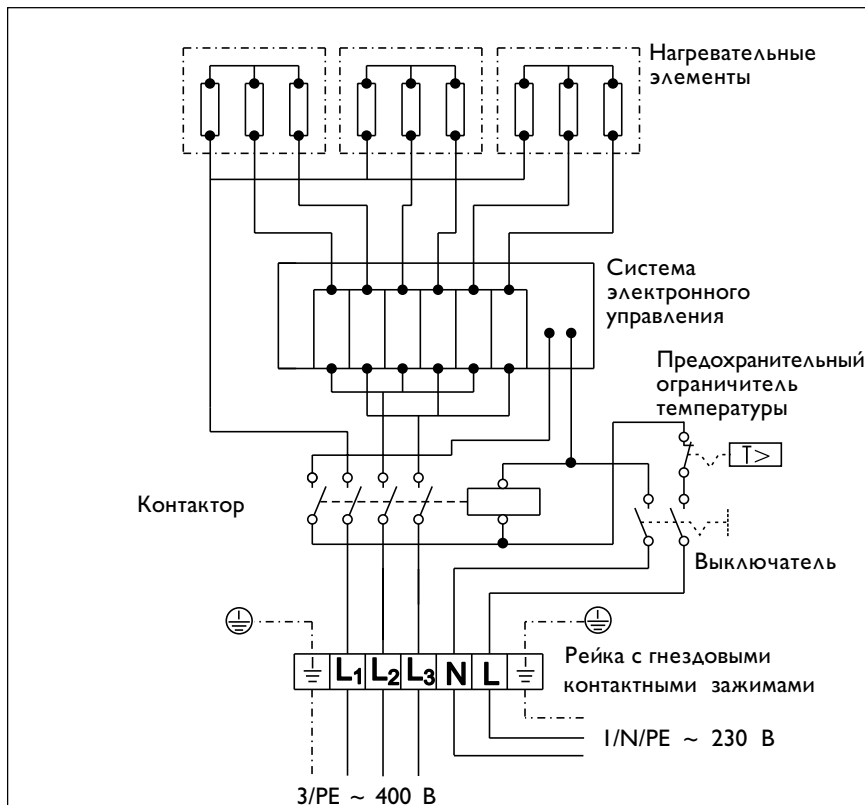 Нагревательные
элементы
Система
электронного
управления
Предохранительный
ограничитель
температуры
T>
Контактор
Выключатель
L1 L2 L3 N L
Рейка с гнездовыми
контактными зажимами
1/N/PE ~ 230 В
3/PE ~ 400 В